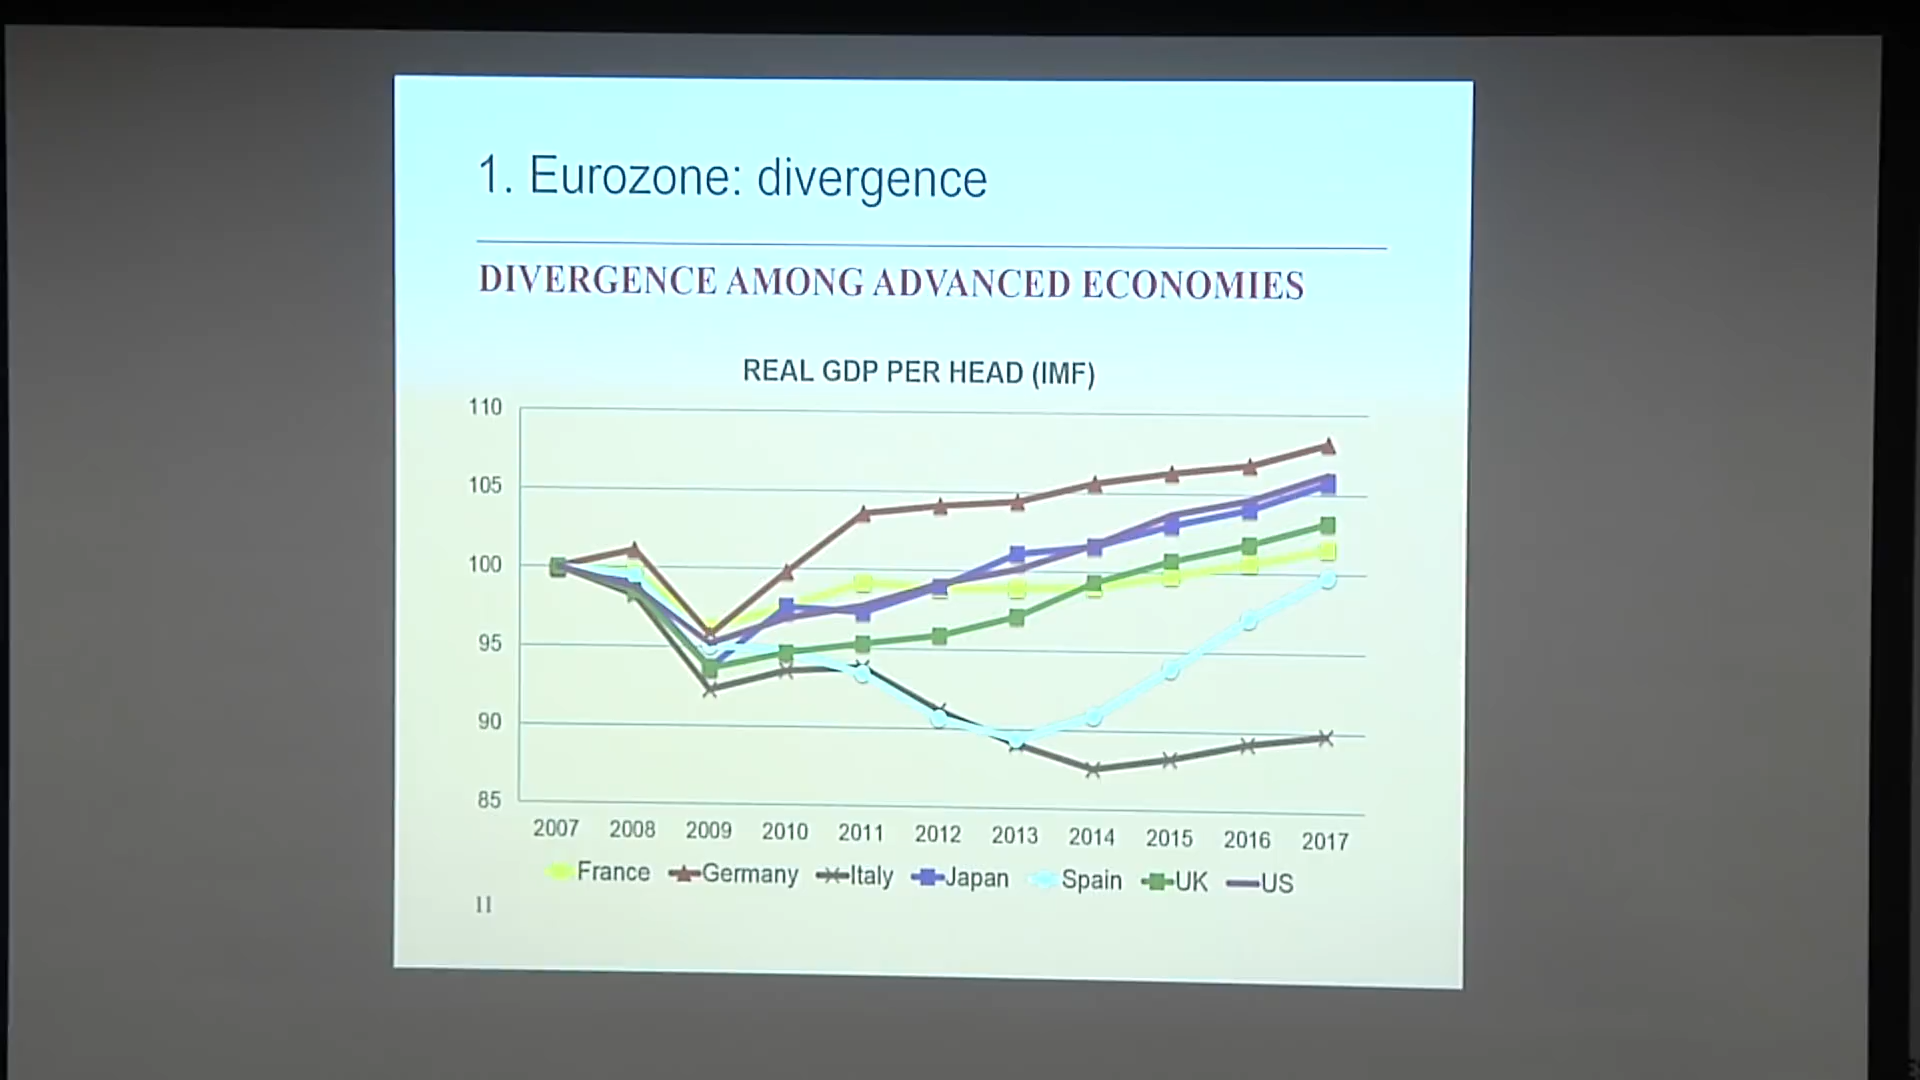 1. Eurozone: divergence
DIVERGENCE AMONG ADVANCED ECONOMIES
REAL GDP PER HEAD (IMF)
110
105
100
95
90
85
2007 2008 2009 2010 2011 2012 2013 2014 2015 2016 2017
France Germany Italy Japan Spain UK US
11